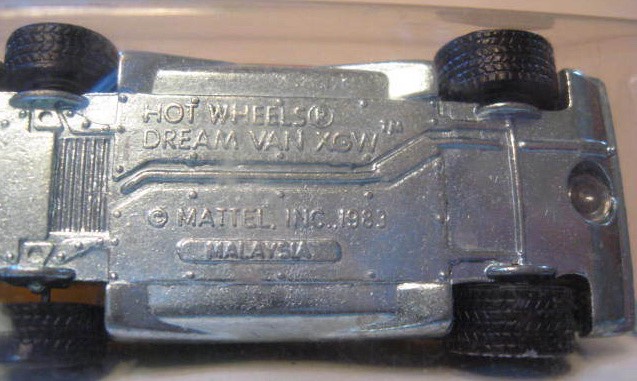 HOT WHEELS®
DREAM VAN XGW™
© MATTEL, INC., 1983
MALAYSIA